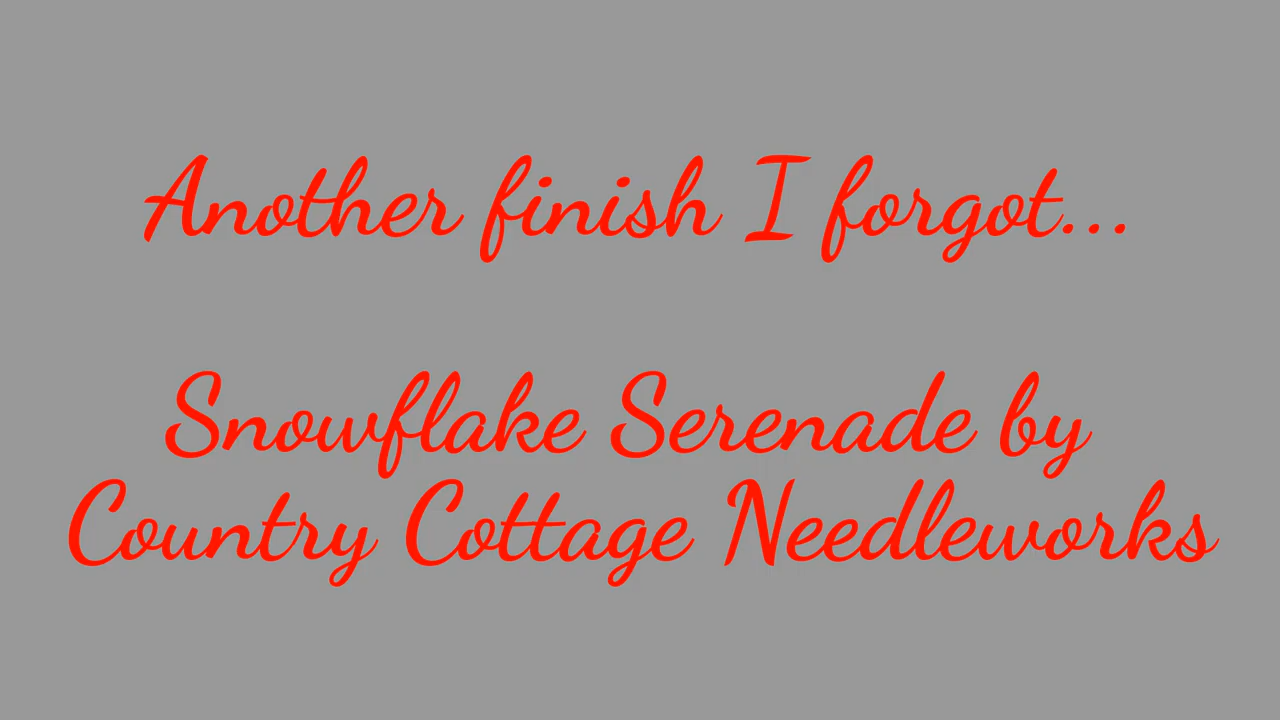 Another finish I forgot...
Snowflake Serenade by
Country Cottage Needleworks